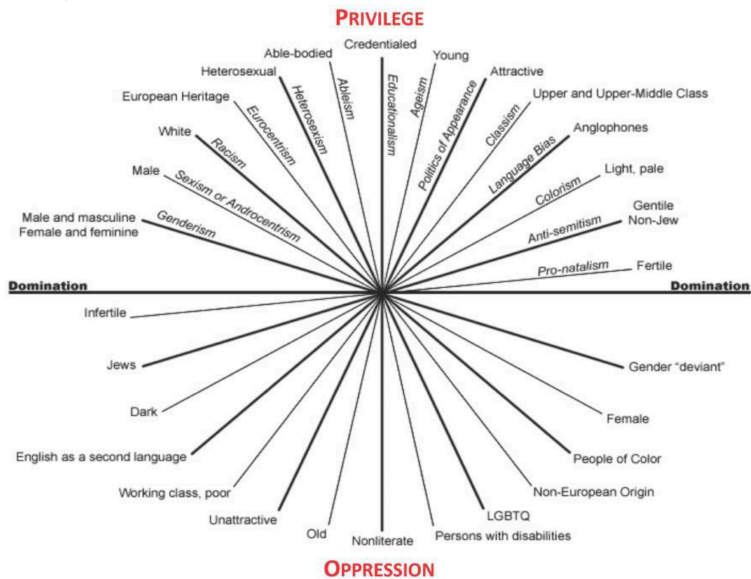 PRIVILEGE
Credentialed
Able-bodied
Young
Heterosexual
Attractive
European Heritage
Upper and Upper-Middle Class
White
Anglophones
Male
Light, pale
Male and masculine
Female and feminine
Gentile
Non-Jew
Fertile
Genderism
Sexism or Androcentrism
Racism
Eurocentrism
Heterosexism
Ableism
Educationalism
Ageism
Politics of Appearance
Classism
Language Bias
Colorism
Anti-semitism
Pro-natalism
Domination
Domination
Infertile
Jews
Gender "deviant"
Dark
Female
English as a second language
People of Color
Working class, poor
Non-European Origin
Unattractive
LGBTQ
Old
Persons with disabilities
Nonliterate
OPPRESSION